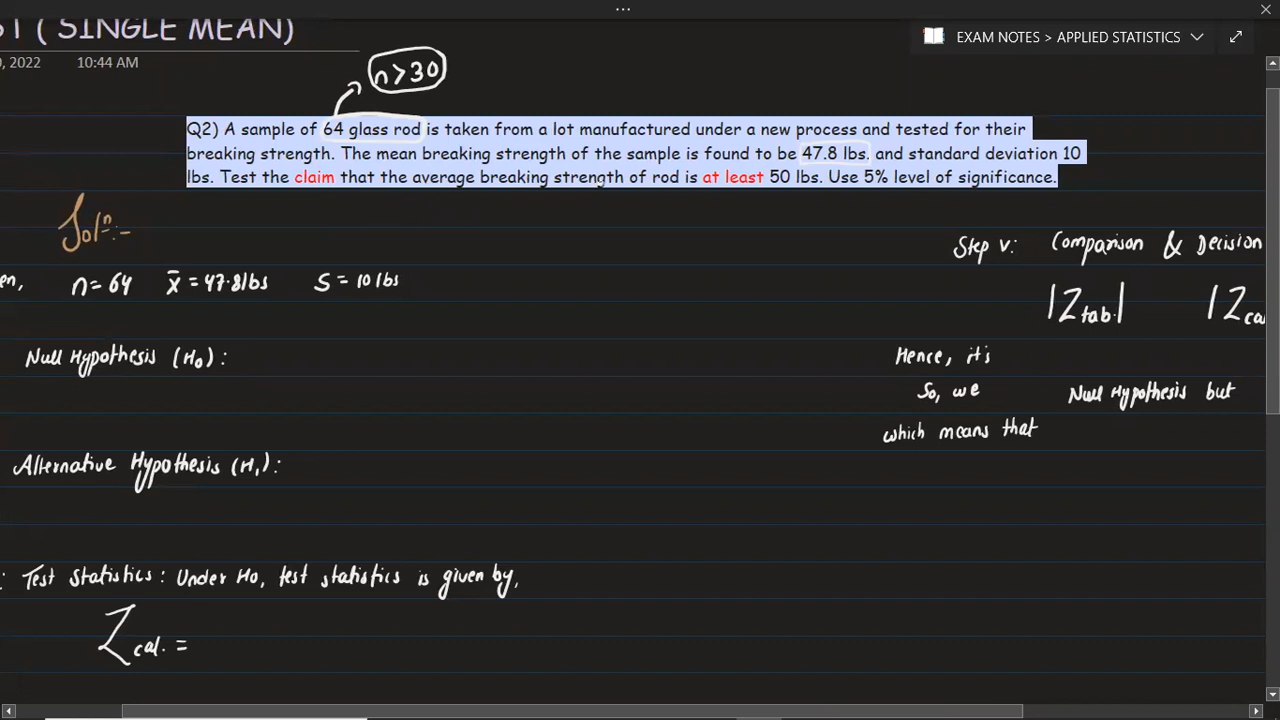 ST ( SINGLE MEAN)
EXAM NOTES > APPLIED STATISTICS
, 2022 10:44 AM
n>30
Q2) A sample of 64 glass rod is taken from a lot manufactured under a new process and tested for their
breaking strength. The mean breaking strength of the sample is found to be 47.8 lbs. and standard deviation 10
lbs. Test the claim that the average breaking strength of rod is at least 50 lbs. Use 5% level of significance.
Solⁿ:-
en, n=64 x̄ = 47.8lbs S = 10 lbs
Null Hypothesis (H₀) :
Alternative Hypothesis (H₁) :
: Test Statistics : Under H₀, test statistics is given by,
Z cal. =
Step V: Comparison & Decision
|Z tab.| |Z ca
Hence, it's
So, we Null Hypothesis but
which means that